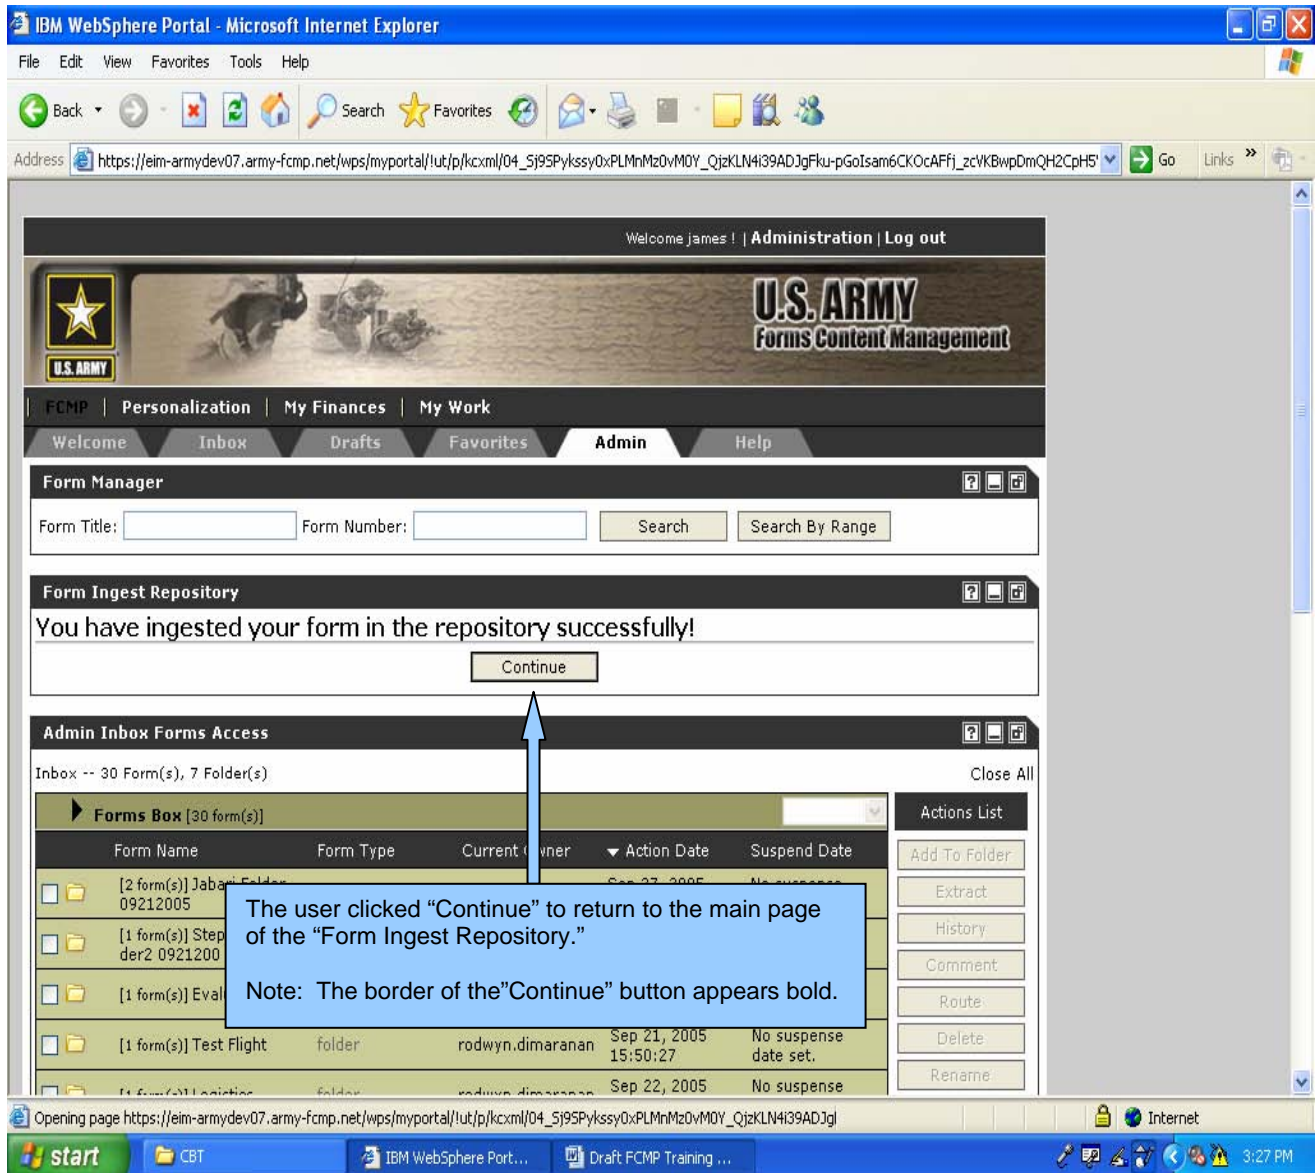 IBM WebSphere Portal - Microsoft Internet Explorer
File Edit View Favorites Tools Help
Back Search Favorites
Address https://eim-armydev07.army-fcmp.net/wps/myportal/!ut/p/kcxml/04_Sj9SPykssy0xPLMnMz0vM0Y_QjzKLN4i39ADJgFku-pGoIsam6CKOcAFfj_zcVKBwpDmQH2CpH5' Go Links »
Welcome james ! | Administration | Log out
U.S. ARMY
Forms Content Management
U.S. ARMY
FCMP | Personalization | My Finances | My Work
Welcome Inbox Drafts Favorites Admin Help
Form Manager
Form Title: Form Number: Search Search By Range
Form Ingest Repository
You have ingested your form in the repository successfully!
Continue
Admin Inbox Forms Access
Inbox -- 30 Form(s), 7 Folder(s) Close All
Forms Box [30 form(s)] Actions List
Form Name Form Type Current Owner Action Date Suspend Date
Add To Folder
[2 form(s)] Jabari Folder
09212005
Extract
[1 form(s)] Step
der2 0921200
History
Comment
[1 form(s)] Eval
Route
The user clicked “Continue” to return to the main page
of the “Form Ingest Repository.”
Note: The border of the”Continue” button appears bold.
[1 form(s)] Test Flight folder rodwyn.dimaranan Sep 21, 2005 15:50:27 No suspense date set.
Delete
Rename
[1 form(s)] Logistics folder rodwyn.dimaranan Sep 22, 2005 No suspense
Opening page https://eim-armydev07.army-fcmp.net/wps/myportal/!ut/p/kcxml/04_Sj9SPykssy0xPLMnMz0vM0Y_QjzKLN4i39ADJgl Internet
start CBT IBM WebSphere Port... Draft FCMP Training ... 3:27 PM